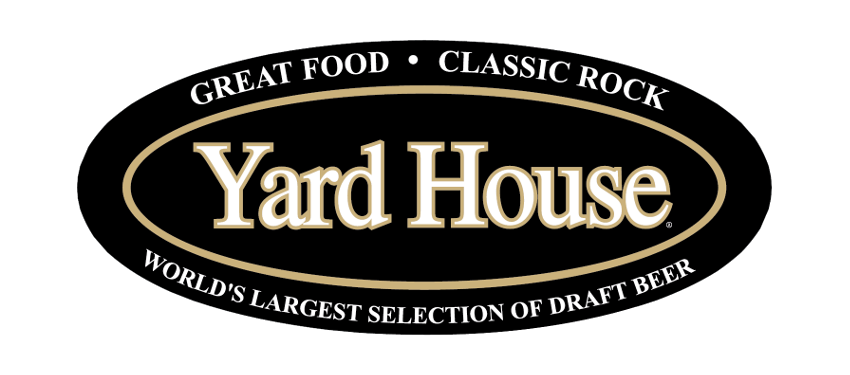 GREAT FOOD • CLASSIC ROCK
Yard House®
WORLD'S LARGEST SELECTION OF DRAFT BEER